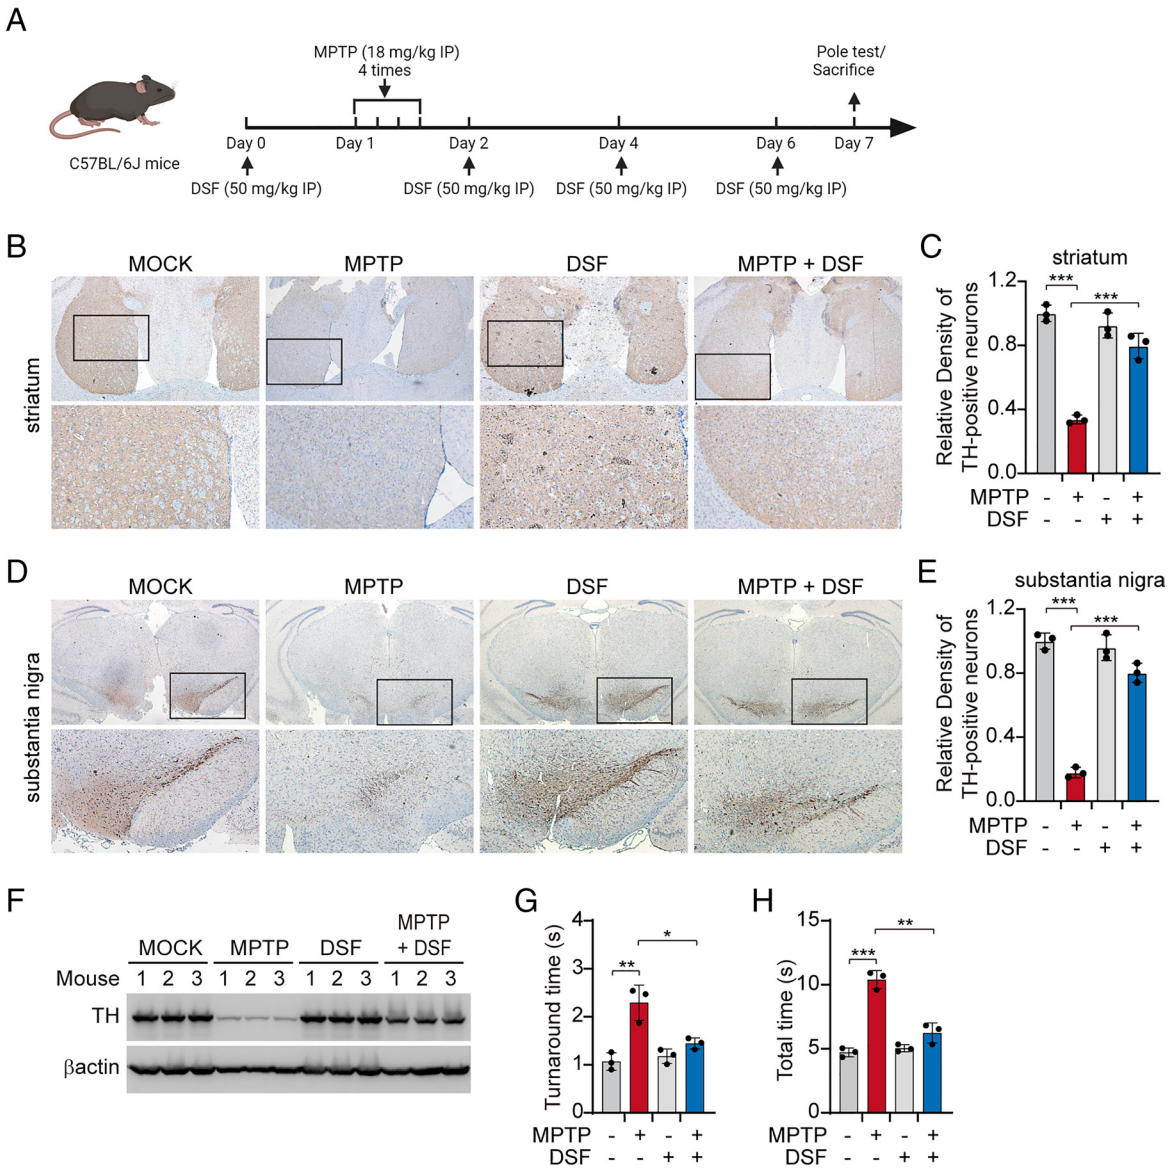 A
MPTP (18 mg/kg IP)
4 times
Pole test/
Sacrifice
C57BL/6J mice
Day 0 Day 1 Day 2 Day 4 Day 6 Day 7
DSF (50 mg/kg IP) DSF (50 mg/kg IP) DSF (50 mg/kg IP) DSF (50 mg/kg IP)
B
MOCK MPTP DSF MPTP + DSF
striatum
C
striatum
***
***
Relative Density of
TH-positive neurons
1.2
0.8
0.4
0.0
MPTP - + - +
DSF - - + +
D
MOCK MPTP DSF MPTP + DSF
substantia nigra
E
substantia nigra
***
***
Relative Density of
TH-positive neurons
1.2
0.8
0.4
0.0
MPTP - + - +
DSF - - + +
F
MOCK MPTP DSF MPTP
+ DSF
Mouse 1 2 3 1 2 3 1 2 3 1 2 3
TH
βactin
G
Turnaround time (s)
4
3
2
1
0
**
*
MPTP - + - +
DSF - - + +
H
Total time (s)
15
10
5
0
***
**
MPTP - + - +
DSF - - + +